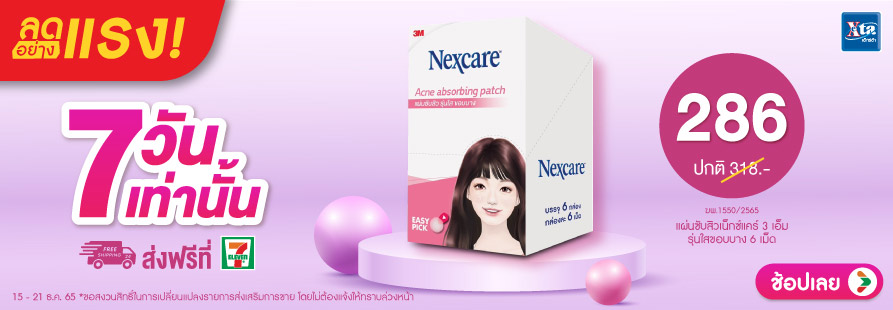 ลด
อย่าง
แรง!
7 วัน
เท่านั้น
FREE
SHIPPING
ส่งฟรีที่
7
ELEVEN
15 - 21 ธ.ค. 65 *ขอสงวนสิทธิ์ในการเปลี่ยนแปลงรายการส่งเสริมการขาย โดยไม่ต้องแจ้งให้ทราบล่วงหน้า
3M
Nexcare™
Acne absorbing patch
แผ่นซับสิว รุ่นใส ขอบบาง
EASY
PICK
Nexcare™
บรรจุ 6 กล่อง
กล่องละ 6 เม็ด
Xta
เอ็กซ์ต้า
286
ปกติ 318.-
ฆพ.1550/2565
แผ่นซับสิวเน็กซ์แคร์ 3 เอ็ม
รุ่นใสขอบบาง 6 เม็ด
ช้อปเลย